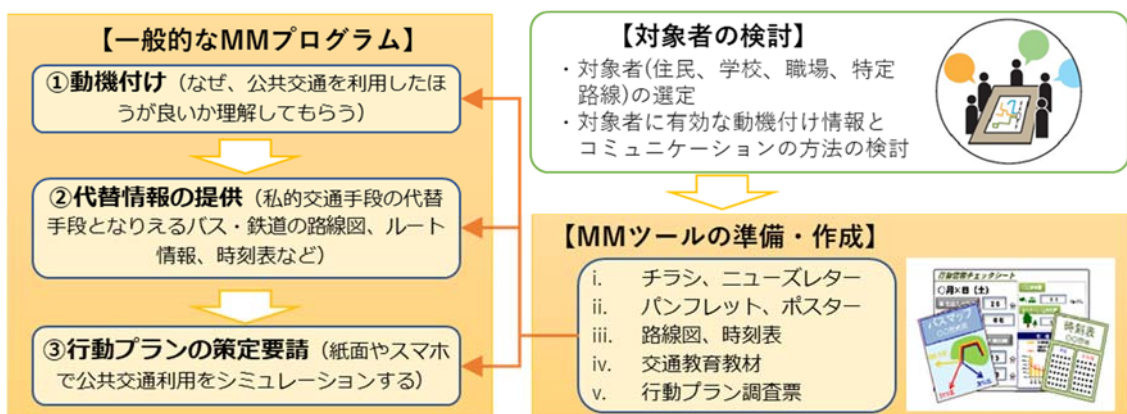 【一般的なMMプログラム】
①動機付け（なぜ、公共交通を利用したほ
うが良いか理解してもらう）
②代替情報の提供（私的交通手段の代替
手段となりえるバス・鉄道の路線図、ルート
情報、時刻表など）
③行動プランの策定要請（紙面やスマホ
で公共交通利用をシミュレーションする）
【対象者の検討】
・対象者(住民、学校、職場、特定
路線)の選定
・対象者に有効な動機付け情報と
コミュニケーションの方法の検討
【MMツールの準備・作成】
i. チラシ、ニューズレター
ii. パンフレット、ポスター
iii. 路線図、時刻表
iv. 交通教育教材
v. 行動プラン調査票
チェックシート
〇月×日（土）
バスマップ
時刻表